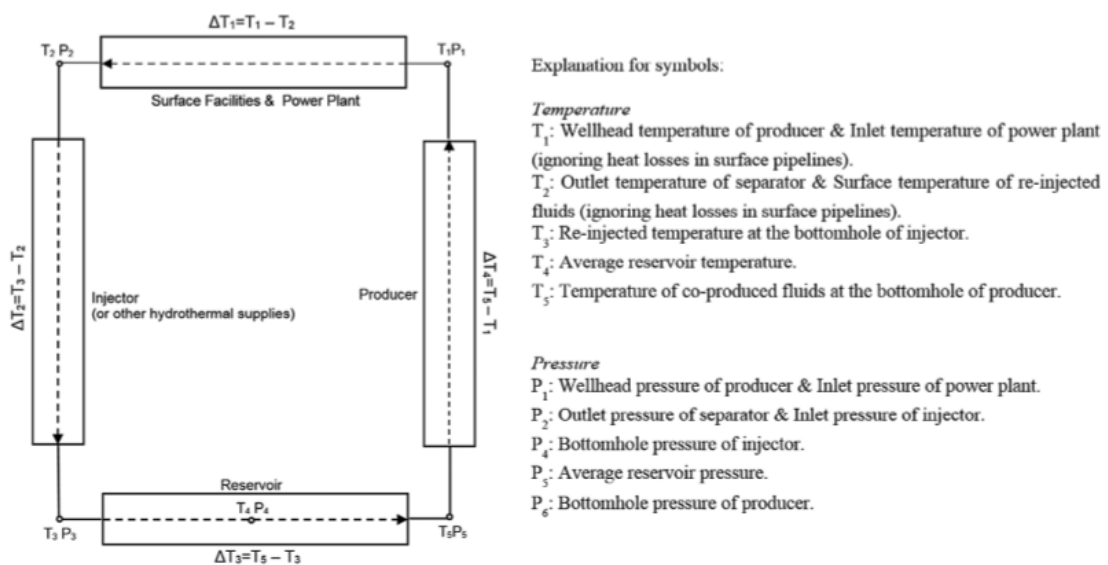 ΔT₁=T₁ – T₂
T₂ P₂
T₁P₁
Surface Facilities & Power Plant
ΔT₂=T₃ – T₂
Injector
(or other hydrothermal supplies)
Producer
ΔT₄=T₅ – T₁
Reservoir
T₄ P₄
T₃ P₃
T₅P₅
ΔT₃=T₅ – T₃
Explanation for symbols:
Temperature
T₁: Wellhead temperature of producer & Inlet temperature of power plant
(ignoring heat losses in surface pipelines).
T₂: Outlet temperature of separator & Surface temperature of re-injected
fluids (ignoring heat losses in surface pipelines).
T₃: Re-injected temperature at the bottomhole of injector.
T₄: Average reservoir temperature.
T₅: Temperature of co-produced fluids at the bottomhole of producer.
Pressure
P₁: Wellhead pressure of producer & Inlet pressure of power plant.
P₂: Outlet pressure of separator & Inlet pressure of injector.
P₄: Bottomhole pressure of injector.
P₅: Average reservoir pressure.
P₆: Bottomhole pressure of producer.